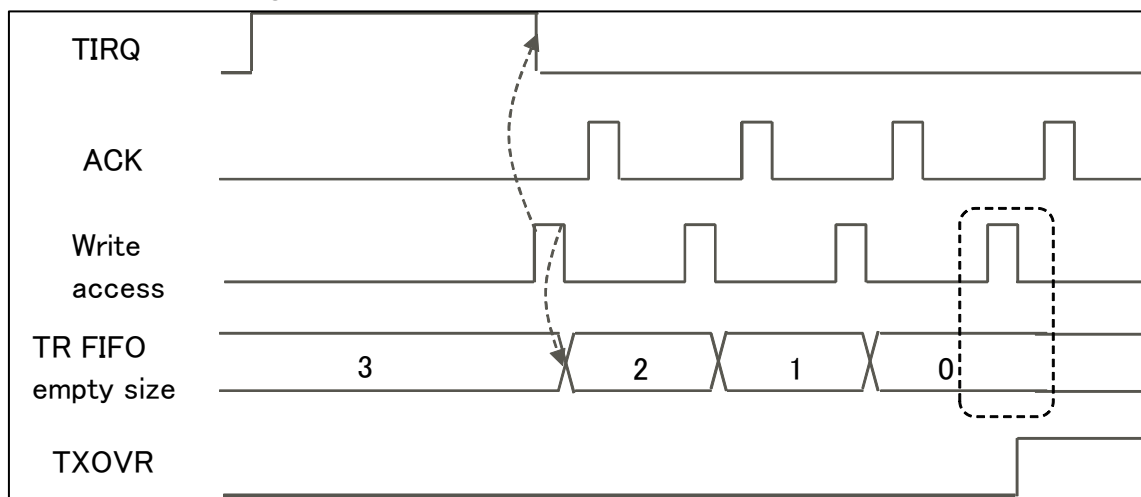 TIRQ
ACK
Write
access
TR FIFO
empty size
3
2
1
0
TXOVR